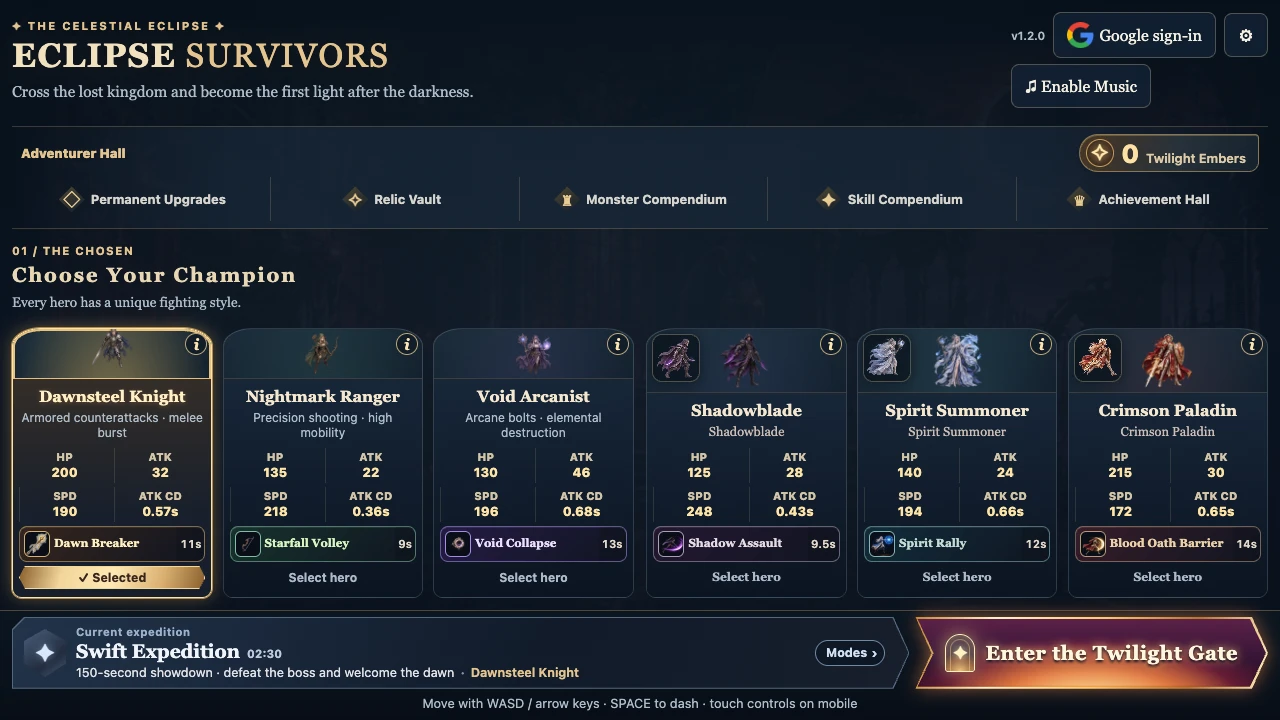 ✦ THE CELESTIAL ECLIPSE ✦
ECLIPSE SURVIVORS
Cross the lost kingdom and become the first light after the darkness.
v1.2.0
Google sign-in
♫ Enable Music
Adventurer Hall
0 Twilight Embers
Permanent Upgrades
Relic Vault
Monster Compendium
Skill Compendium
Achievement Hall
01 / THE CHOSEN
Choose Your Champion
Every hero has a unique fighting style.
i
Dawnsteel Knight
Armored counterattacks · melee
burst
HP ATK
200 32
SPD ATK CD
190 0.57s
Dawn Breaker 11s
✓ Selected
i
Nightmark Ranger
Precision shooting · high
mobility
HP ATK
135 22
SPD ATK CD
218 0.36s
Starfall Volley 9s
Select hero
i
Void Arcanist
Arcane bolts · elemental
destruction
HP ATK
130 46
SPD ATK CD
196 0.68s
Void Collapse 13s
Select hero
i
Shadowblade
Shadowblade
HP ATK
125 28
SPD ATK CD
248 0.43s
Shadow Assault 9.5s
Select hero
i
Spirit Summoner
Spirit Summoner
HP ATK
140 24
SPD ATK CD
194 0.66s
Spirit Rally 12s
Select hero
i
Crimson Paladin
Crimson Paladin
HP ATK
215 30
SPD ATK CD
172 0.65s
Blood Oath Barrier 14s
Select hero
Current expedition
Swift Expedition 02:30
150-second showdown · defeat the boss and welcome the dawn · Dawnsteel Knight
Modes ›
Enter the Twilight Gate
Move with WASD / arrow keys · SPACE to dash · touch controls on mobile